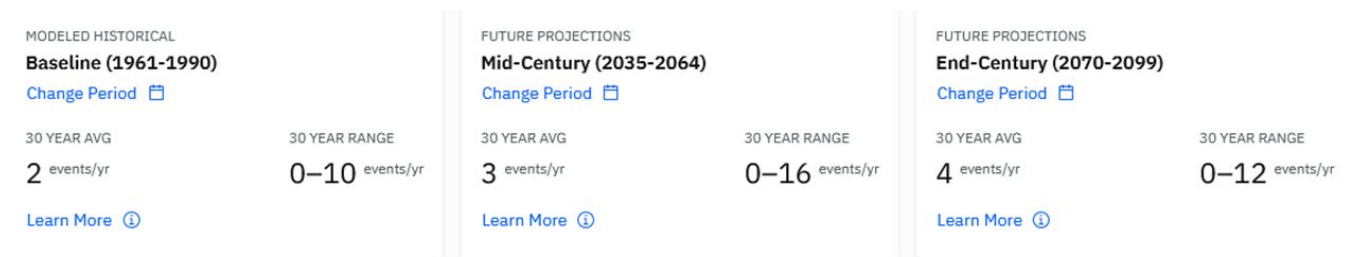 MODELED HISTORICAL
Baseline (1961-1990)
Change Period
30 YEAR AVG
30 YEAR RANGE
2 events/yr
0–10 events/yr
Learn More
FUTURE PROJECTIONS
Mid-Century (2035-2064)
Change Period
30 YEAR AVG
30 YEAR RANGE
3 events/yr
0–16 events/yr
Learn More
FUTURE PROJECTIONS
End-Century (2070-2099)
Change Period
30 YEAR AVG
30 YEAR RANGE
4 events/yr
0–12 events/yr
Learn More